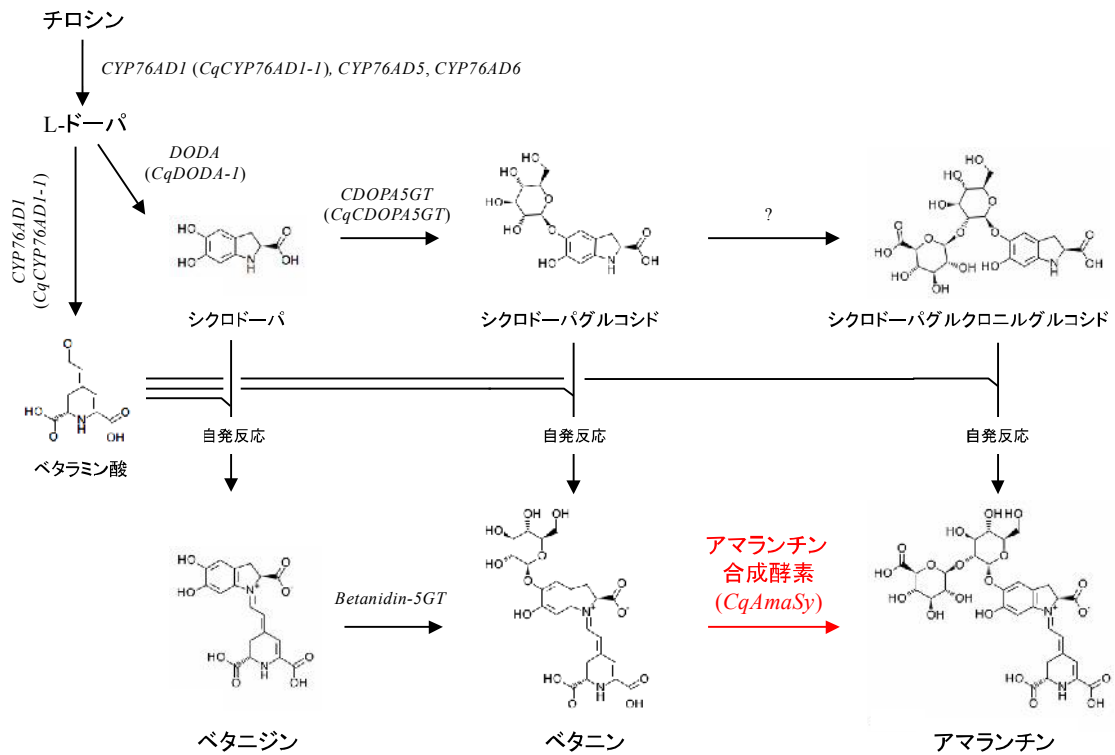 チロシン
CYP76AD1 (CqCYP76AD1-1), CYP76AD5, CYP76AD6
L-ドーパ
DODA
(CqDODA-1)
CYP76AD1
(CqCYP76AD1-1)
CDOPA5GT
(CqCDOPA5GT)
?
シクロドーパ
シクロドーパグルコシド
シクロドーパグルクロニルグルコシド
ベタラミン酸
自発反応
自発反応
自発反応
Betanidin-5GT
アマランチン
合成酵素
(CqAmaSy)
ベタニジン
ベタニン
アマランチン